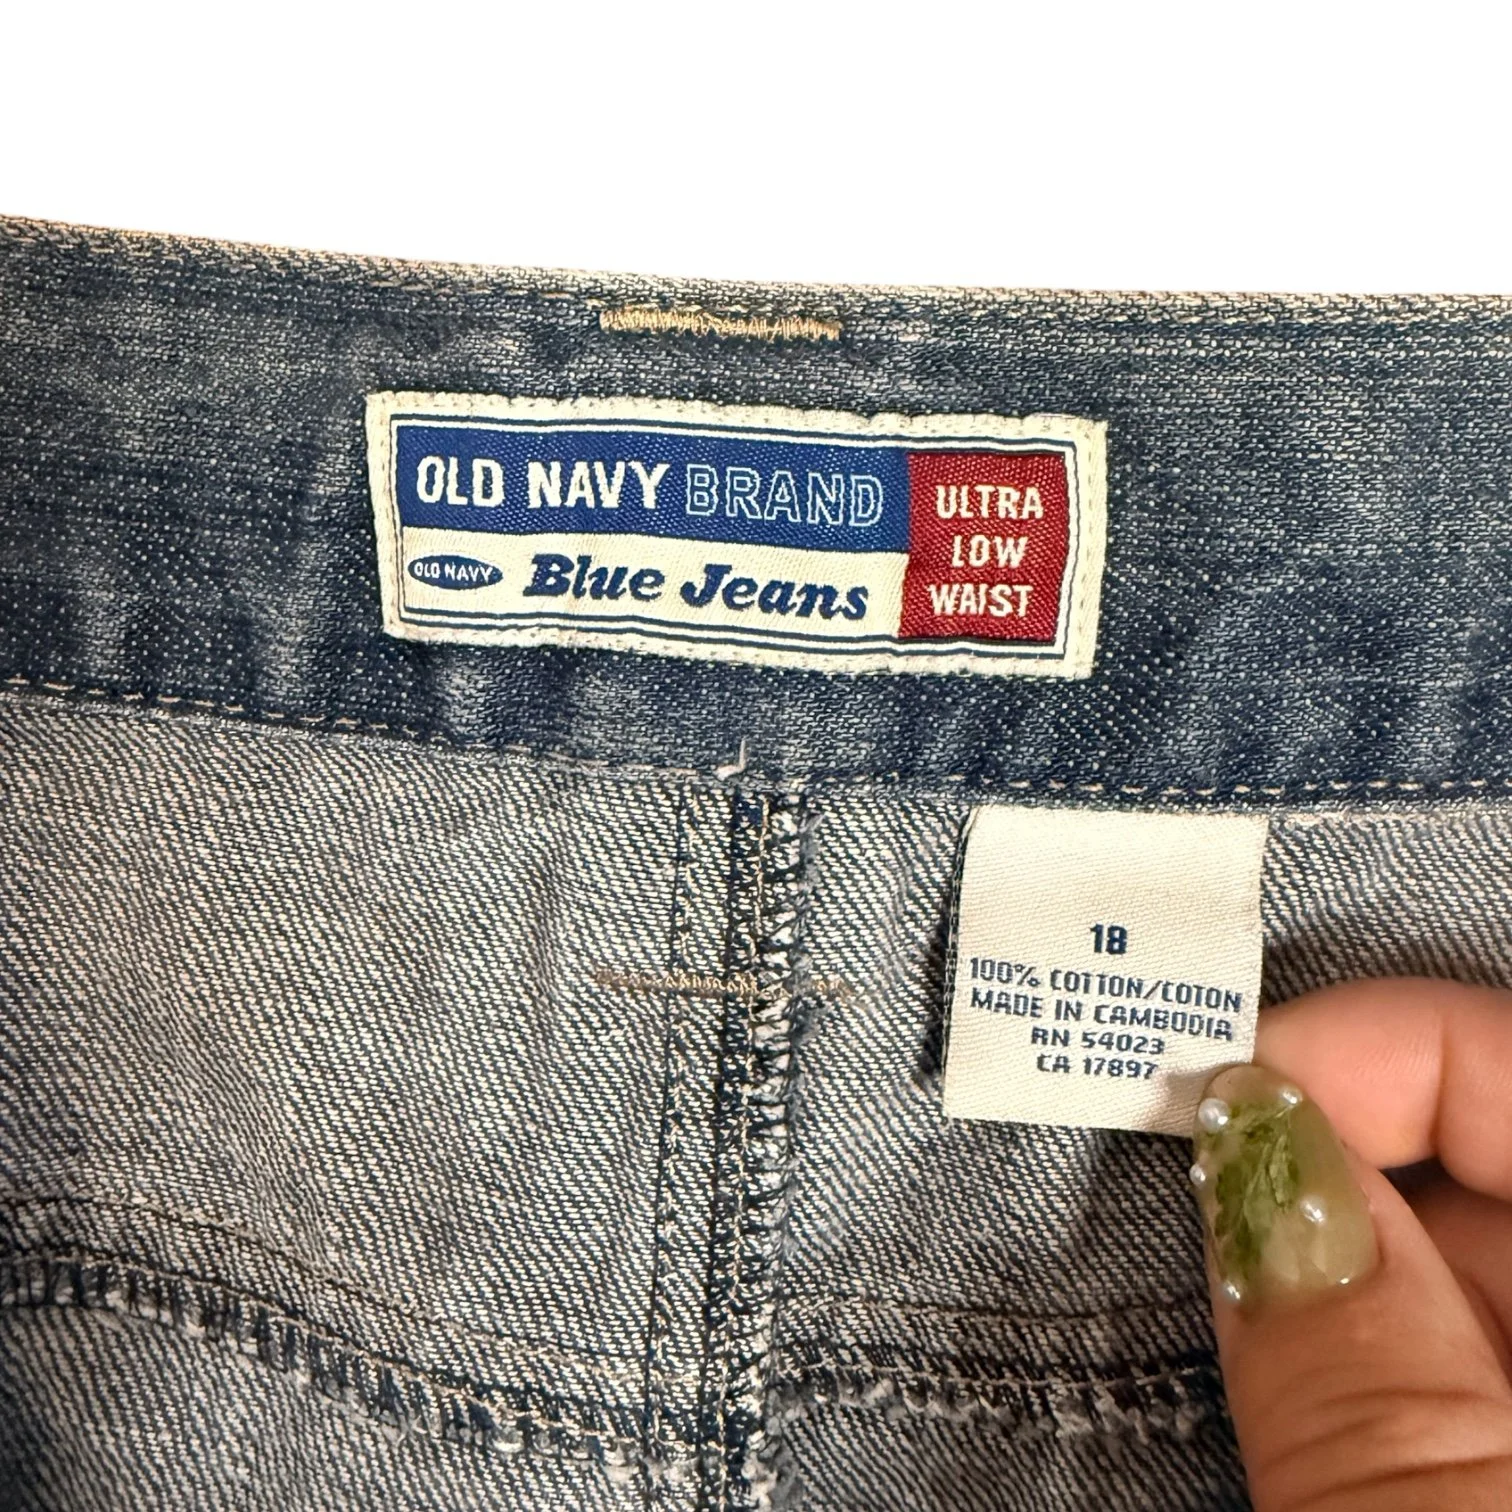 OLD NAVY BRAND
OLD NAVY Blue Jeans
ULTRA
LOW
WAIST
18
100% COTTON/COTON
MADE IN CAMBODIA
RN 54023
CA 17897